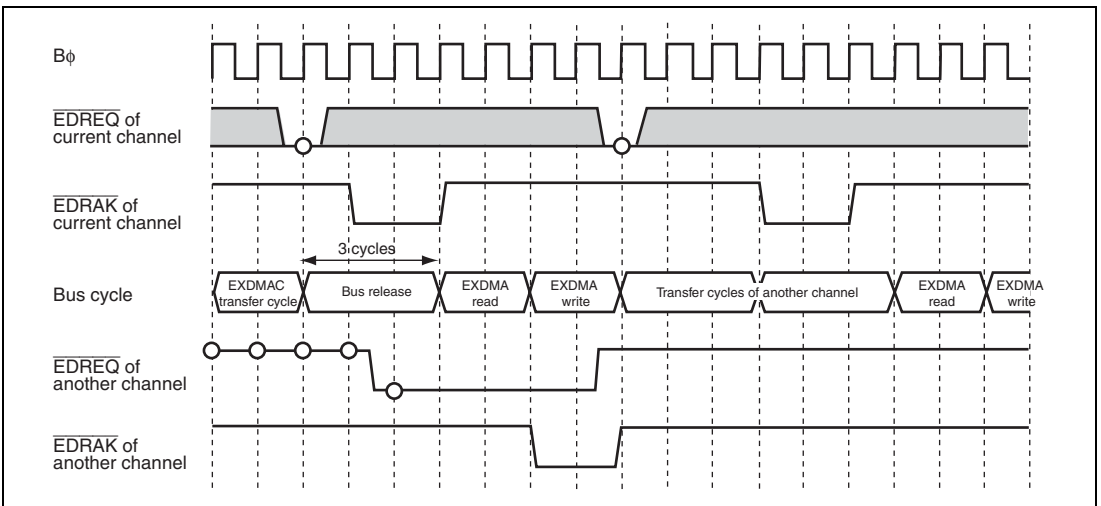 Bϕ
EDREQ of
current channel
EDRAK of
current channel
3 cycles
Bus cycle
EXDMAC
transfer cycle
Bus release
EXDMA
read
EXDMA
write
Transfer cycles of another channel
EXDMA
read
EXDMA
write
EDREQ of
another channel
EDRAK of
another channel